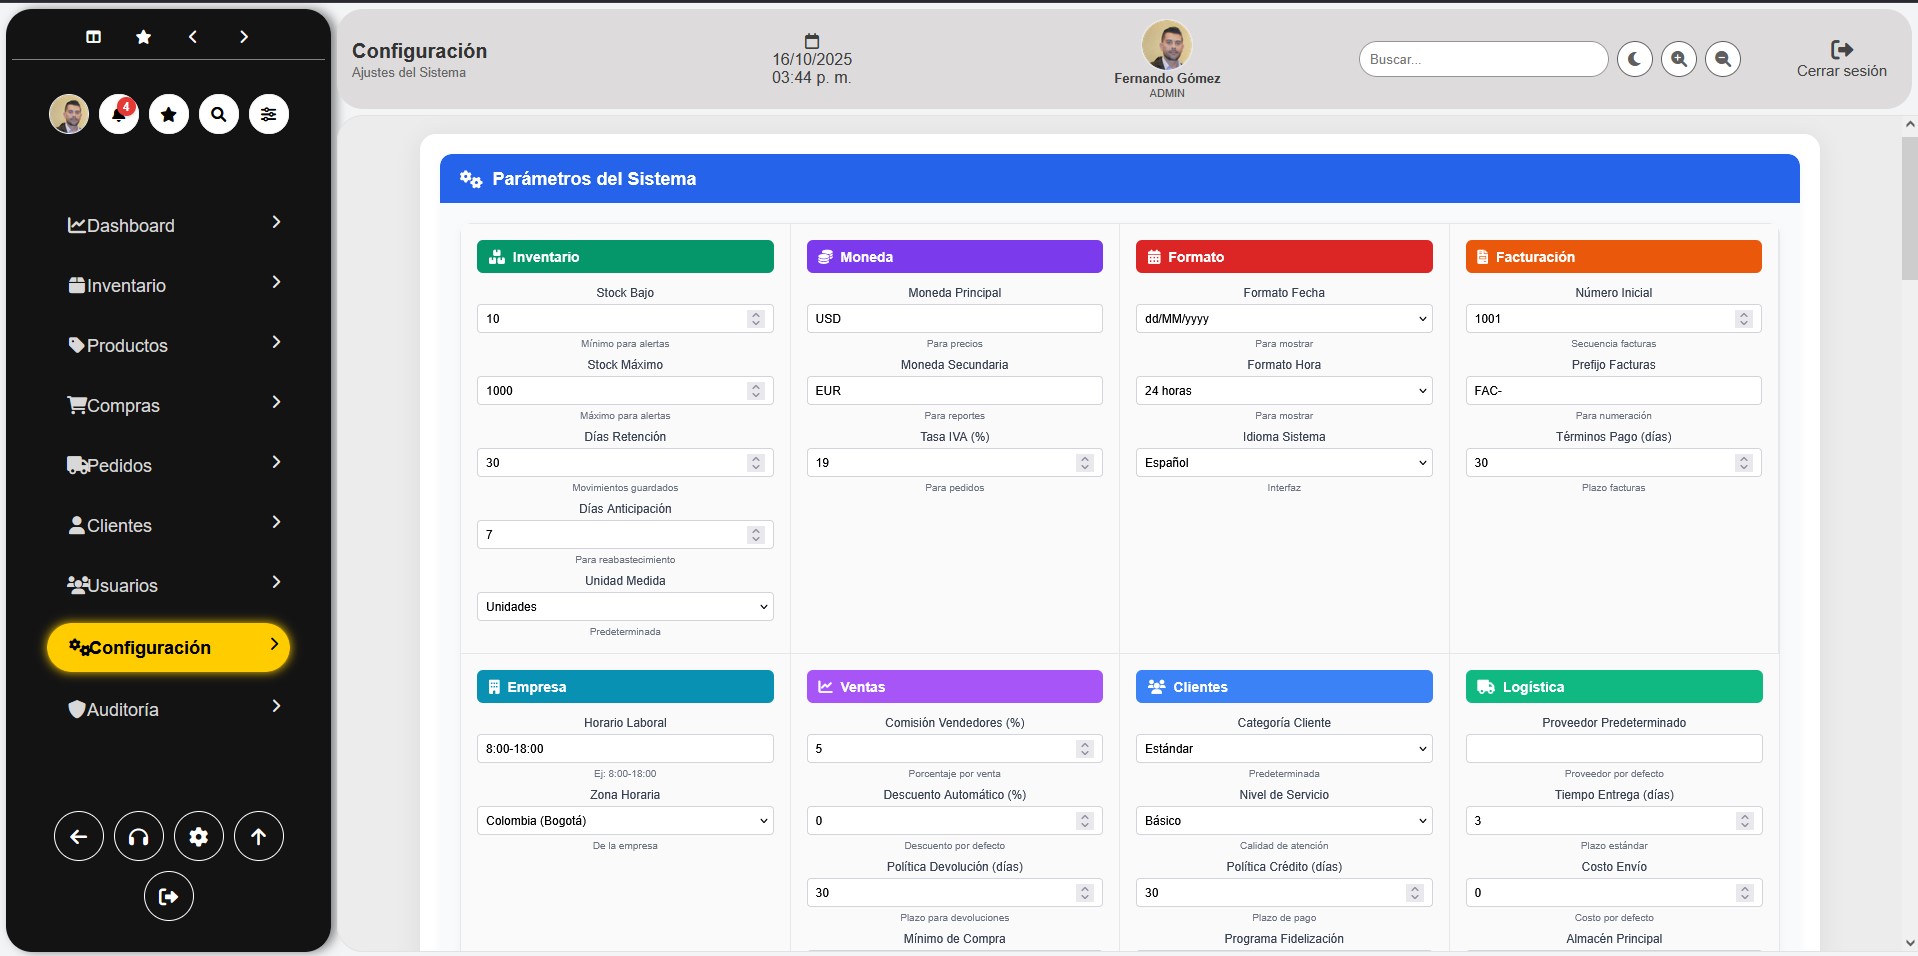 Configuración
Ajustes del Sistema
16/10/2025
03:44 p. m.
Fernando Gómez
ADMIN
Buscar...
Cerrar sesión
4
Dashboard
Inventario
Productos
Compras
Pedidos
Clientes
Usuarios
Configuración
Auditoría
Parámetros del Sistema
Inventario
Stock Bajo
10
Mínimo para alertas
Stock Máximo
1000
Máximo para alertas
Días Retención
30
Movimientos guardados
Días Anticipación
7
Para reabastecimiento
Unidad Medida
Unidades
Predeterminada
Moneda
Moneda Principal
USD
Para precios
Moneda Secundaria
EUR
Para reportes
Tasa IVA (%)
19
Para pedidos
Formato
Formato Fecha
dd/MM/yyyy
Para mostrar
Formato Hora
24 horas
Para mostrar
Idioma Sistema
Español
Interfaz
Facturación
Número Inicial
1001
Secuencia facturas
Prefijo Facturas
FAC-
Para numeración
Términos Pago (días)
30
Plazo facturas
Empresa
Horario Laboral
8:00-18:00
Ej: 8:00-18:00
Zona Horaria
Colombia (Bogotá)
De la empresa
Ventas
Comisión Vendedores (%)
5
Porcentaje por venta
Descuento Automático (%)
0
Descuento por defecto
Política Devolución (días)
30
Plazo para devoluciones
Mínimo de Compra
Clientes
Categoría Cliente
Estándar
Predeterminada
Nivel de Servicio
Básico
Calidad de atención
Política Crédito (días)
30
Plazo de pago
Programa Fidelización
Logística
Proveedor Predeterminado
Proveedor por defecto
Tiempo Entrega (días)
3
Plazo estándar
Costo Envío
0
Costo por defecto
Almacén Principal